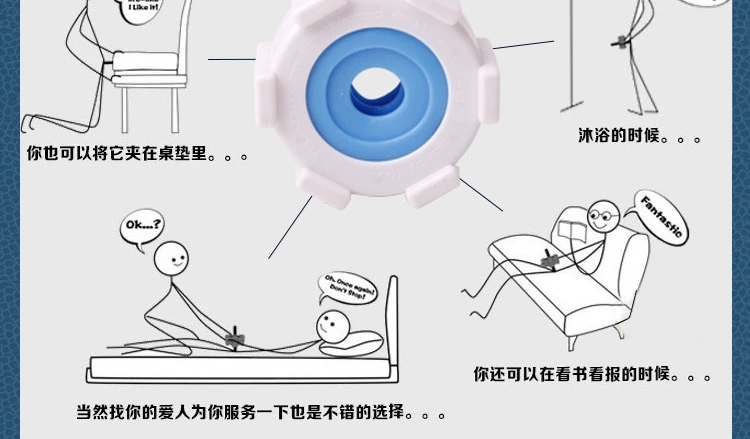 I Like it!
你也可以将它夹在桌垫里。。。
沐浴的时候。。。
Ok...?
Fantastic
Oh, Once again!
Don't Stop!
你还可以在看书看报的时候。。。
当然找你的爱人为你服务一下也是不错的选择。。。